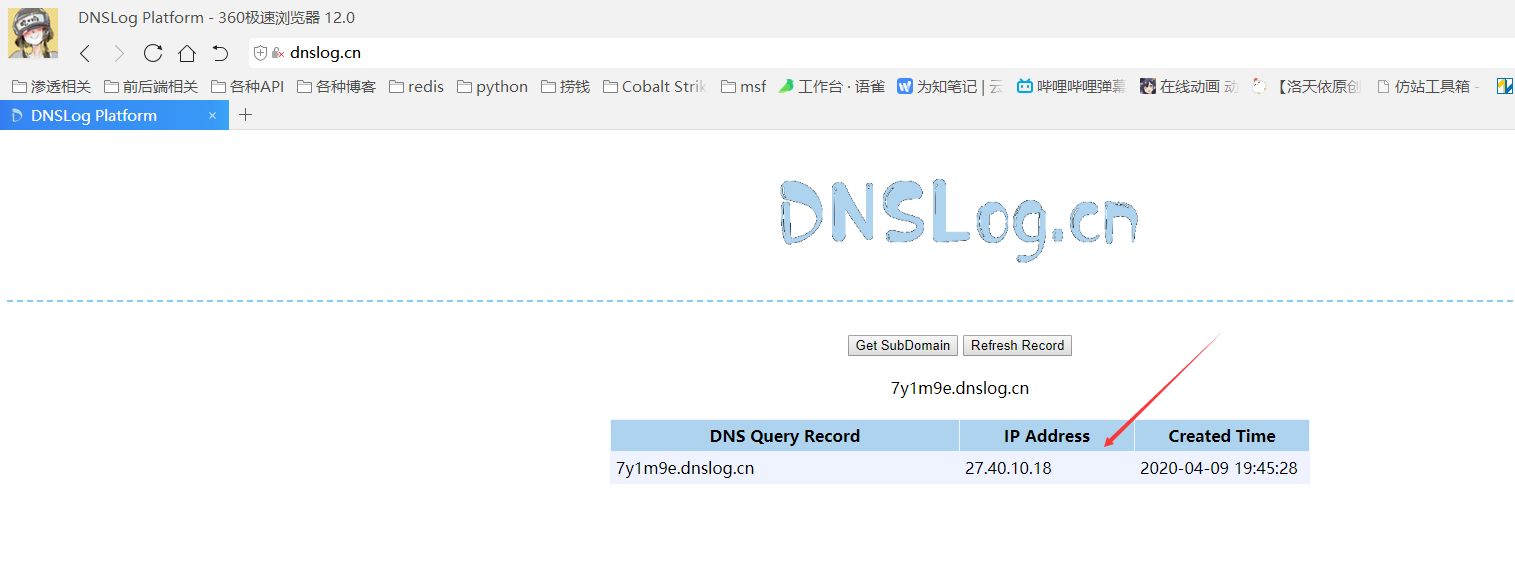 DNSLog Platform - 360极速浏览器 12.0
dnslog.cn
渗透相关 前后端相关 各种API 各种博客 redis python 捞钱 Cobalt Strik msf 工作台 · 语雀 为知笔记 | 云 哔哩哔哩弹幕 在线动画 动 【洛天依原创 仿站工具箱 -
DNSLog Platform × +
DNSLog.cn
Get SubDomain Refresh Record
7y1m9e.dnslog.cn
DNS Query Record IP Address Created Time
7y1m9e.dnslog.cn 27.40.10.18 2020-04-09 19:45:28